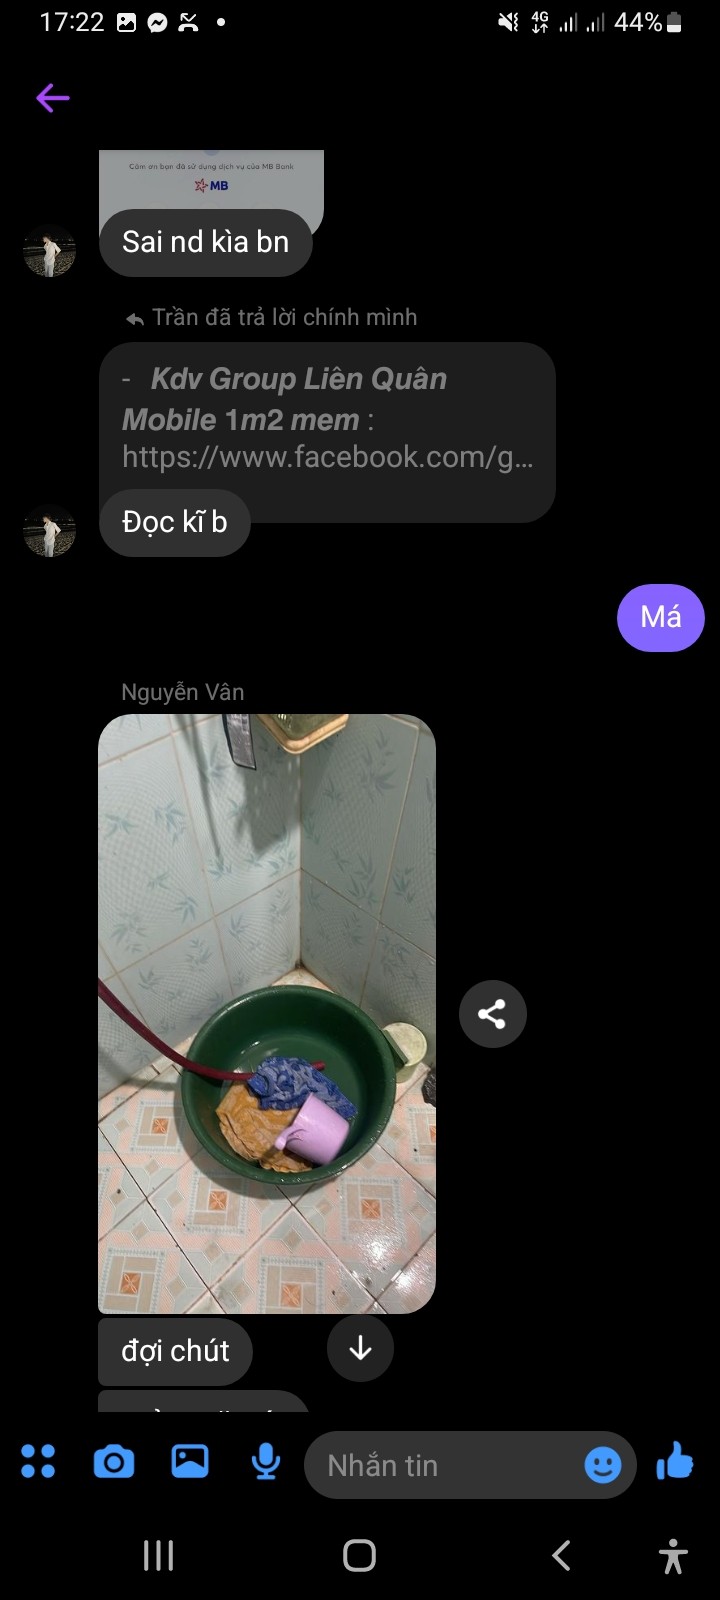 17:22
4G
44%
Cảm ơn bạn đã sử dụng dịch vụ của MB Bank
MB
Sai nd kìa bn
Trần đã trả lời chính mình
- Kdv Group Liên Quân
Mobile 1m2 mem :
https://www.facebook.com/g...
Đọc kĩ b
Má
Nguyễn Vân
đợi chút
Nhắn tin